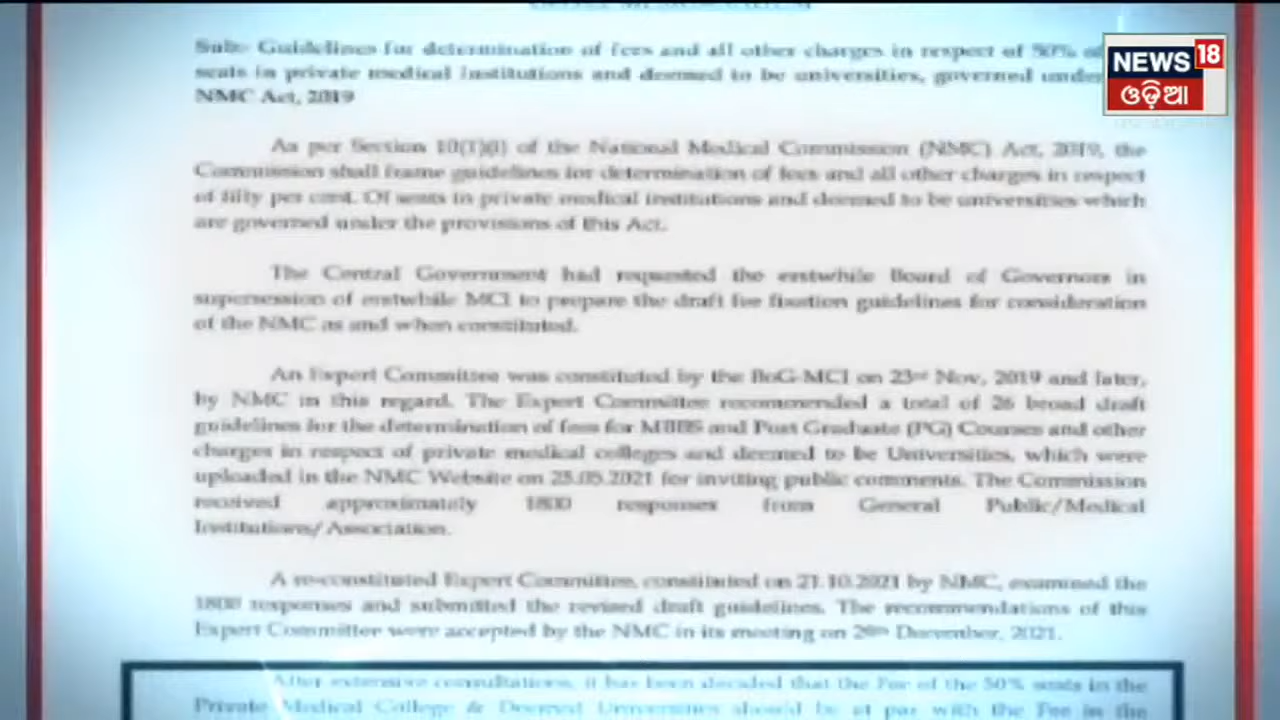 OFFICE MEMORANDUM
Sub:- Guidelines for determination of fees and all other charges in respect of 50% of
seats in private medical institutions and deemed to be universities, governed under
NMC Act, 2019
NEWS 18
ଓଡ଼ିଆ
As per Section 10(1)(i) of the National Medical Commission (NMC) Act, 2019, the
Commission shall frame guidelines for determination of fees and all other charges in respect
of fifty per cent. Of seats in private medical institutions and deemed to be universities which
are governed under the provisions of this Act.
The Central Government had requested the erstwhile Board of Governors in
supersession of erstwhile MCI to prepare the draft fee fixation guidelines for consideration
of the NMC as and when constituted.
An Expert Committee was constituted by the BoG-MCI on 23rd Nov, 2019 and later,
by NMC in this regard. The Expert Committee recommended a total of 26 broad draft
guidelines for the determination of fees for MBBS and Post Graduate (PG) Courses and other
charges in respect of private medical colleges and deemed to be Universities, which were
uploaded in the NMC Website on 25.05.2021 for inviting public comments. The Commission
received approximately 1800 responses from General Public/Medical
Institutions/Association.
A re-constituted Expert Committee, constituted on 21.10.2021 by NMC, examined the
1800 responses and submitted the revised draft guidelines. The recommendations of this
Expert Committee were accepted by the NMC in its meeting on 29th December, 2021.
After extensive consultations, it has been decided that the Fee of the 50% seats in the
Private Medical College & Deemed Universities should be at par with the Fee in the